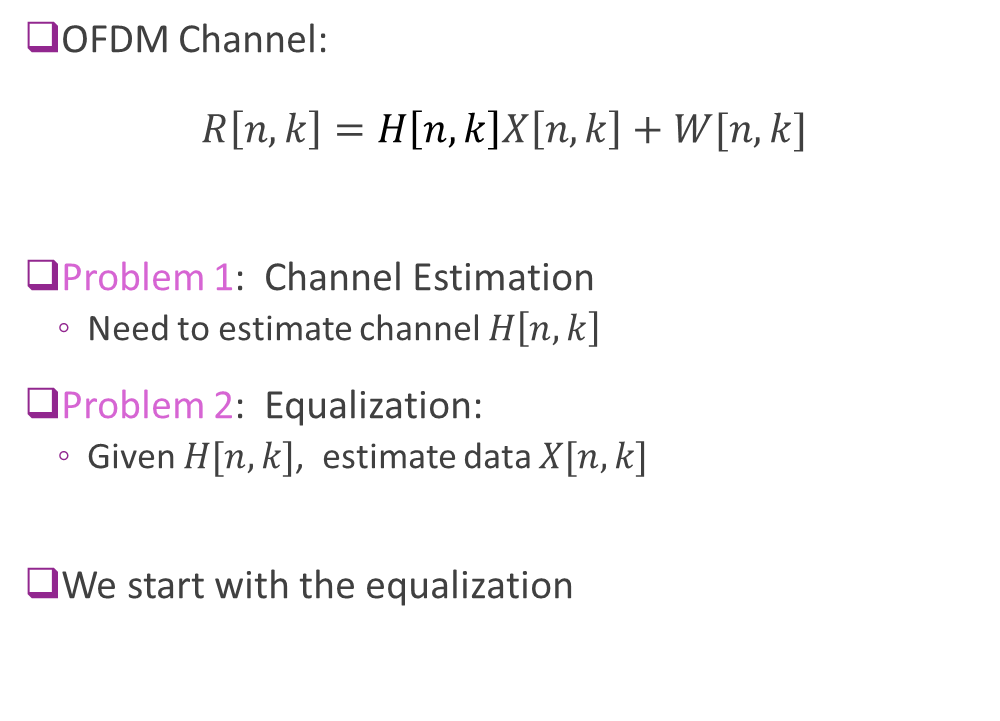 ❑OFDM Channel:
𝑅[𝑛, 𝑘] = 𝐻[𝑛, 𝑘]𝑋[𝑛, 𝑘] + 𝑊[𝑛, 𝑘]
❑Problem 1: Channel Estimation
◦ Need to estimate channel 𝐻[𝑛, 𝑘]
❑Problem 2: Equalization:
◦ Given 𝐻[𝑛, 𝑘], estimate data 𝑋[𝑛, 𝑘]
❑We start with the equalization